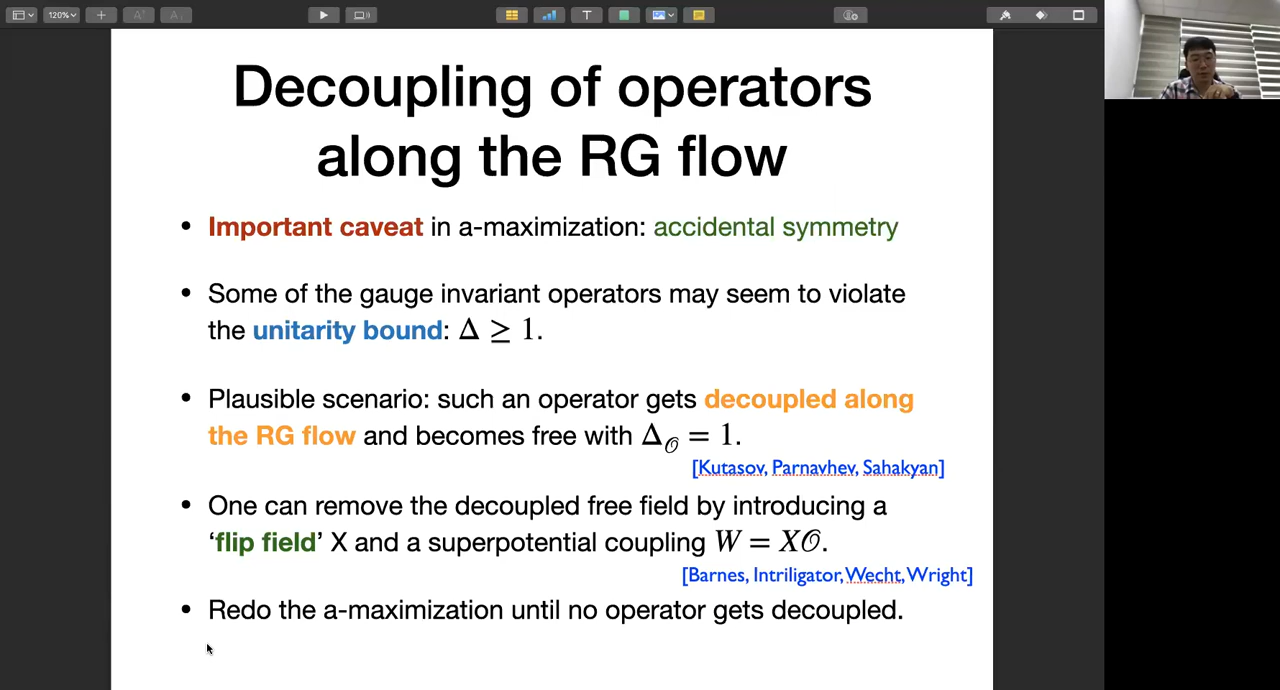 120%
Decoupling of operators
along the RG flow
• Important caveat in a-maximization: accidental symmetry
• Some of the gauge invariant operators may seem to violate
the unitarity bound: Δ ≥ 1.
• Plausible scenario: such an operator gets decoupled along
the RG flow and becomes free with Δ_𝒪 = 1.
[Kutasov, Parnavhev, Sahakyan]
• One can remove the decoupled free field by introducing a
‘flip field’ X and a superpotential coupling W = X𝒪.
[Barnes, Intriligator,Wecht,Wright]
• Redo the a-maximization until no operator gets decoupled.